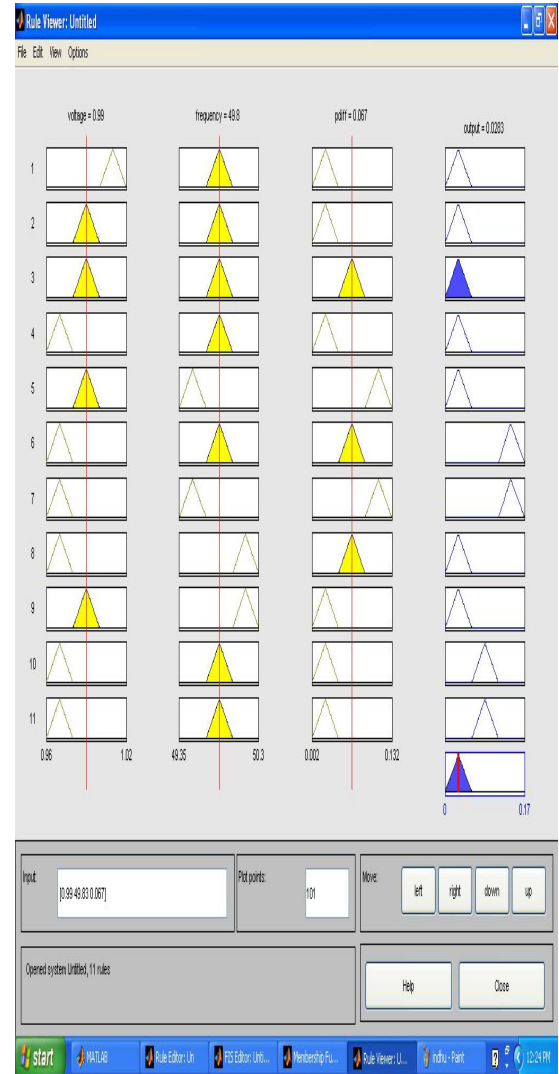 Rule Viewer: Untitled
File Edit View Options
voltage = 0.99 frequency = 49.8 pdiff = 0.067 output = 0.0283
1
2
3
4
5
6
7
8
9
10
11
0.96 1.02 49.35 50.3 0.002 0.132
0 0.17
Input: [0.99 49.83 0.067] Plot points: 101 Move: left right down up
Opened system Untitled, 11 rules Help Close
start MATLAB Rule Editor: Un FIS Editor: Unti... Membership Fu... Rule Viewer: U... indhu - Paint 12:24 PM